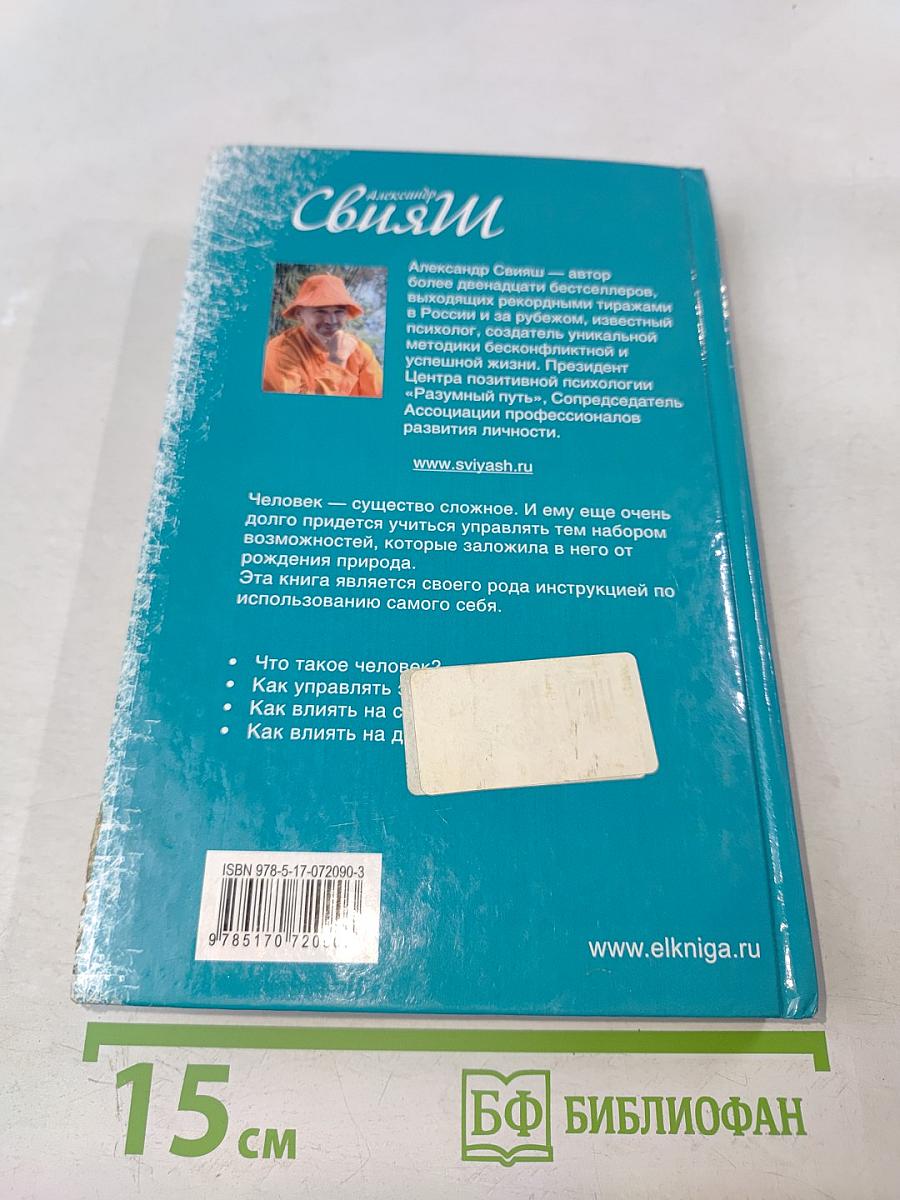 Александр
Свияш
Александр Свияш — автор
более двенадцати бестселлеров,
выходящих рекордными тиражами
в России и за рубежом, известный
психолог, создатель уникальной
методики бесконфликтной и
успешной жизни. Президент
Центра позитивной психологии
«Разумный путь», Сопредседатель
Ассоциации профессионалов
развития личности.
www.sviyash.ru
Человек — существо сложное. И ему еще очень
долго придется учиться управлять тем набором
возможностей, которые заложила в него от
рождения природа.
Эта книга является своего рода инструкцией по
использованию самого себя.
• Что такое человек?
• Как управлять
• Как влиять на
• Как влиять на
ISBN 978-5-17-072090-3
9 785170 720
www.elkniga.ru
15 см
БФ БИБЛИОФАН